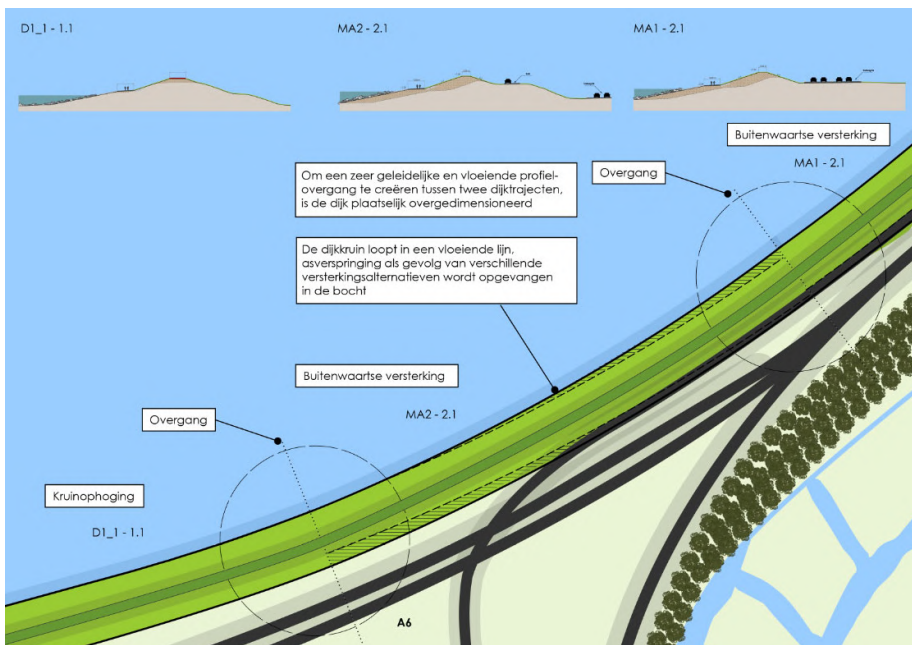 D1_1 - 1.1
MA2 - 2.1
MA1 - 2.1
Buitenwaartse versterking
MA1 - 2.1
Overgang
Om een zeer geleidelijke en vloeiende profiel-
overgang te creëren tussen twee dijktrajecten,
is de dijk plaatselijk overgedimensioneerd
De dijkkruin loopt in een vloeiende lijn,
asverspringing als gevolg van verschillende
versterkingsalternatieven wordt opgevangen
in de bocht
Buitenwaartse versterking
MA2 - 2.1
Overgang
Kruinophoging
D1_1 - 1.1
A6